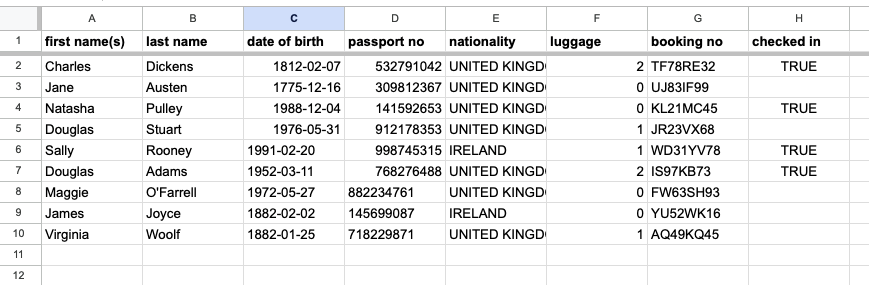 A B C D E F G H
1 first name(s) last name date of birth passport no nationality luggage booking no checked in
2 Charles Dickens 1812-02-07 532791042 UNITED KINGD 2 TF78RE32 TRUE
3 Jane Austen 1775-12-16 309812367 UNITED KINGD 0 UJ83IF99
4 Natasha Pulley 1988-12-04 141592653 UNITED KINGD 0 KL21MC45 TRUE
5 Douglas Stuart 1976-05-31 912178353 UNITED KINGD 1 JR23VX68
6 Sally Rooney 1991-02-20 998745315 IRELAND 1 WD31YV78 TRUE
7 Douglas Adams 1952-03-11 768276488 UNITED KINGD 2 IS97KB73 TRUE
8 Maggie O'Farrell 1972-05-27 882234761 UNITED KINGD 0 FW63SH93
9 James Joyce 1882-02-02 145699087 IRELAND 0 YU52WK16
10 Virginia Woolf 1882-01-25 718229871 UNITED KINGD 1 AQ49KQ45
11
12